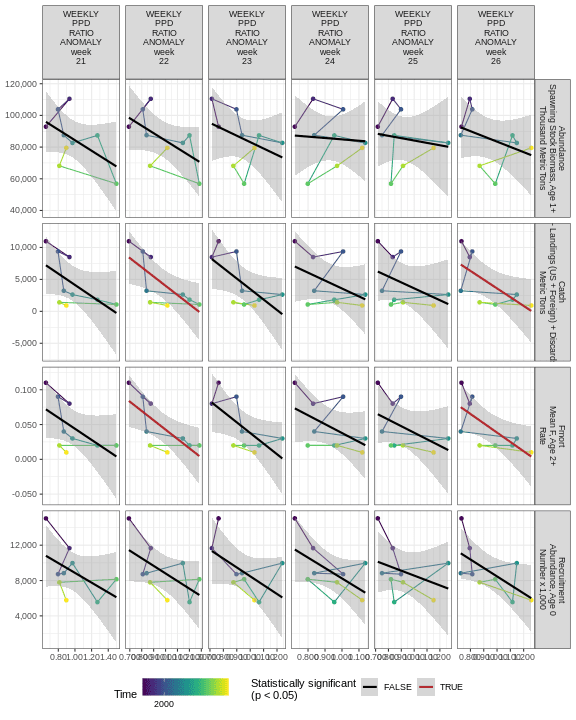 WEEKLY PPD RATIO ANOMALY week 21
WEEKLY PPD RATIO ANOMALY week 22
WEEKLY PPD RATIO ANOMALY week 23
WEEKLY PPD RATIO ANOMALY week 24
WEEKLY PPD RATIO ANOMALY week 25
WEEKLY PPD RATIO ANOMALY week 26
120,000
100,000
80,000
60,000
40,000
Abundance
Spawning Stock Biomass, Age 1+
Thousand Metric Tons
10,000
5,000
0
-5,000
Catch
- Landings (US + Foreign) + Discard
Metric Tons
0.100
0.050
0.000
-0.050
Fmort
Mean F, Age 2+
Rate
12,000
8,000
4,000
Recruitment
Abundance, Age 0
Number x 1,000
Time
2000
Statistically significant
(p < 0.05)
FALSE
TRUE